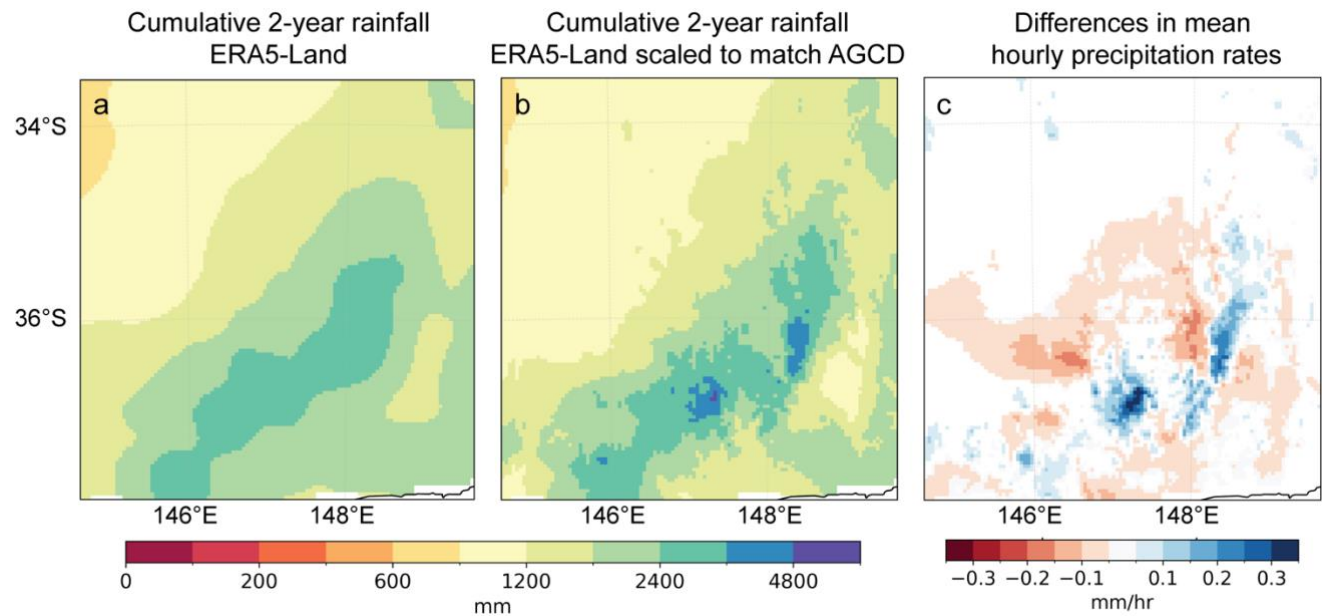 Cumulative 2-year rainfall
ERA5-Land
Cumulative 2-year rainfall
ERA5-Land scaled to match AGCD
Differences in mean
hourly precipitation rates
a
b
c
34°S
36°S
146°E 148°E
146°E 148°E
146°E 148°E
0 200 600 1200 2400 4800
mm
−0.3 −0.2 −0.1 0.1 0.2 0.3
mm/hr